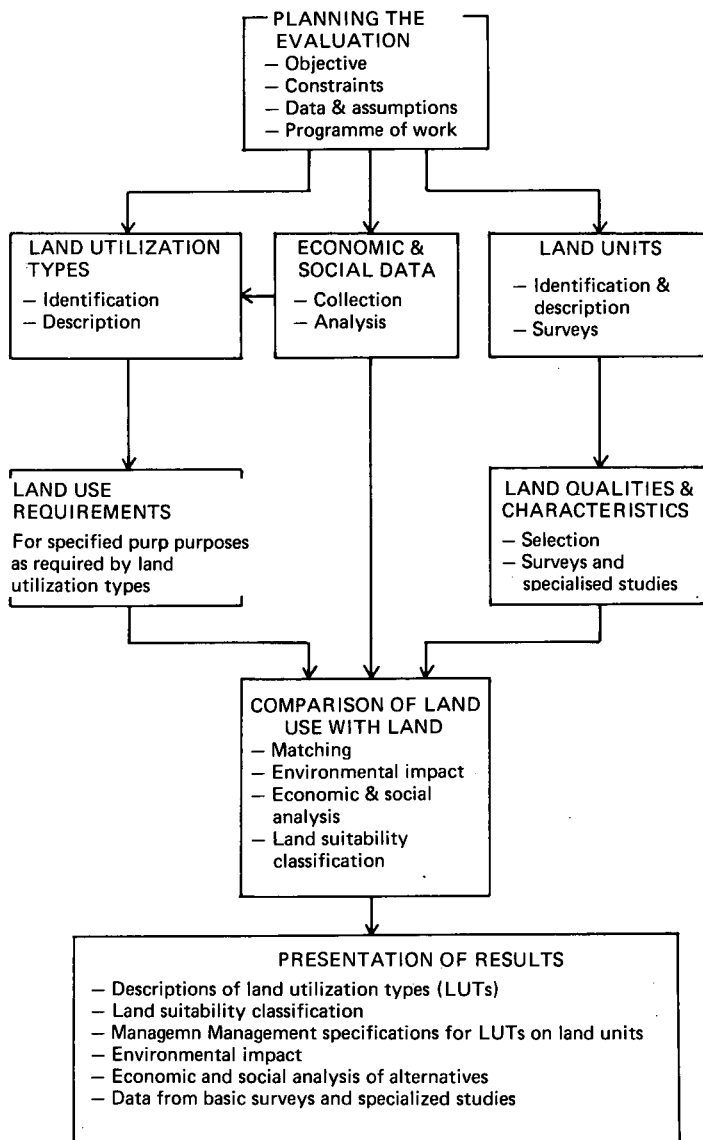 PLANNING THE
EVALUATION
– Objective
– Constraints
– Data & assumptions
– Programme of work
LAND UTILIZATION
TYPES
– Identification
– Description
ECONOMIC &
SOCIAL DATA
– Collection
– Analysis
LAND UNITS
– Identification &
description
– Surveys
LAND USE
REQUIREMENTS
For specified purp purposes
as required by land
utilization types
LAND QUALITIES &
CHARACTERISTICS
– Selection
– Surveys and
specialised studies
COMPARISON OF LAND
USE WITH LAND
– Matching
– Environmental impact
– Economic & social
analysis
– Land suitability
classification
PRESENTATION OF RESULTS
– Descriptions of land utilization types (LUTs)
– Land suitability classification
– Managemn Management specifications for LUTs on land units
– Environmental impact
– Economic and social analysis of alternatives
– Data from basic surveys and specialized studies